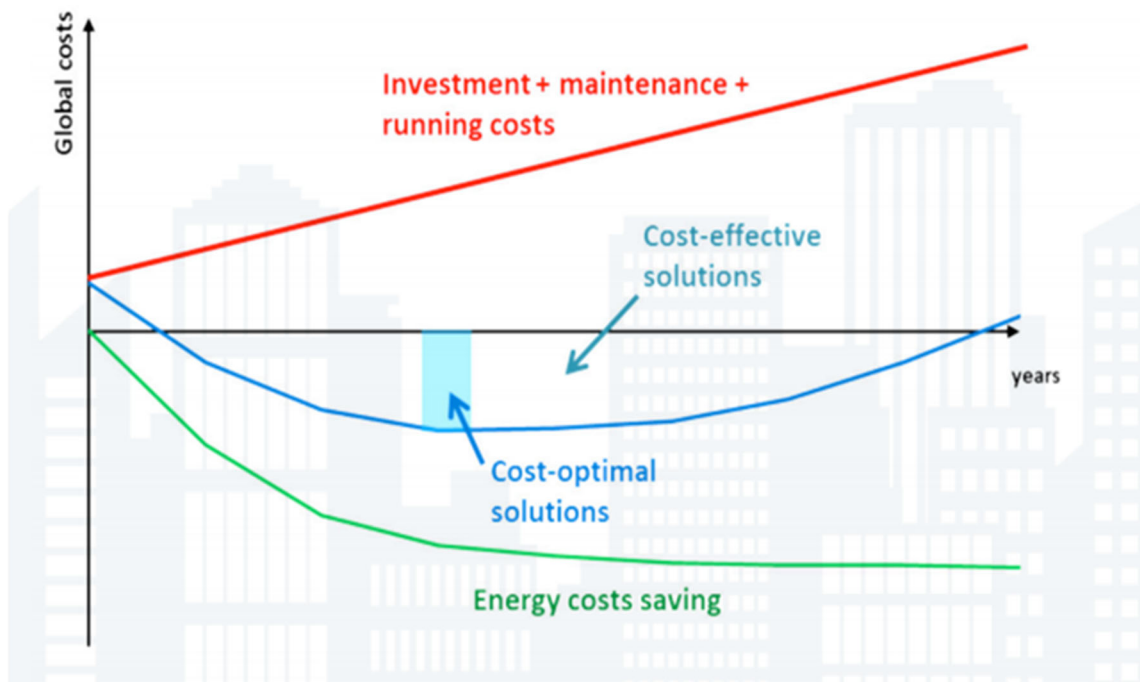 Global costs
Investment + maintenance +
running costs
Cost-effective
solutions
years
Cost-optimal
solutions
Energy costs saving